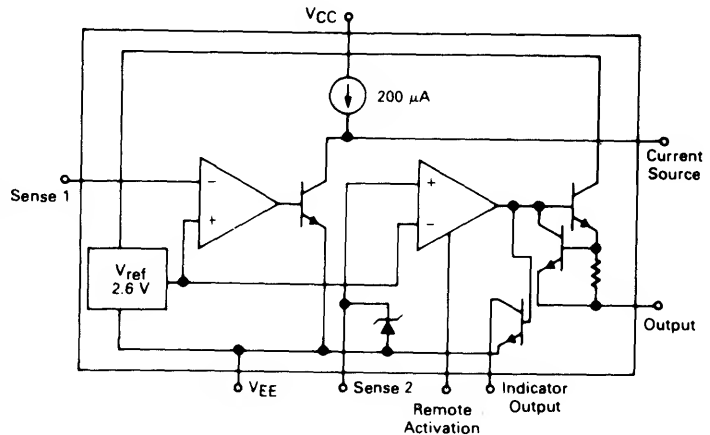 VCC
200 μA
Current
Source
Sense 1
−
+
+
−
Vref
2.6 V
Output
VEE
Sense 2
Remote
Activation
Indicator
Output